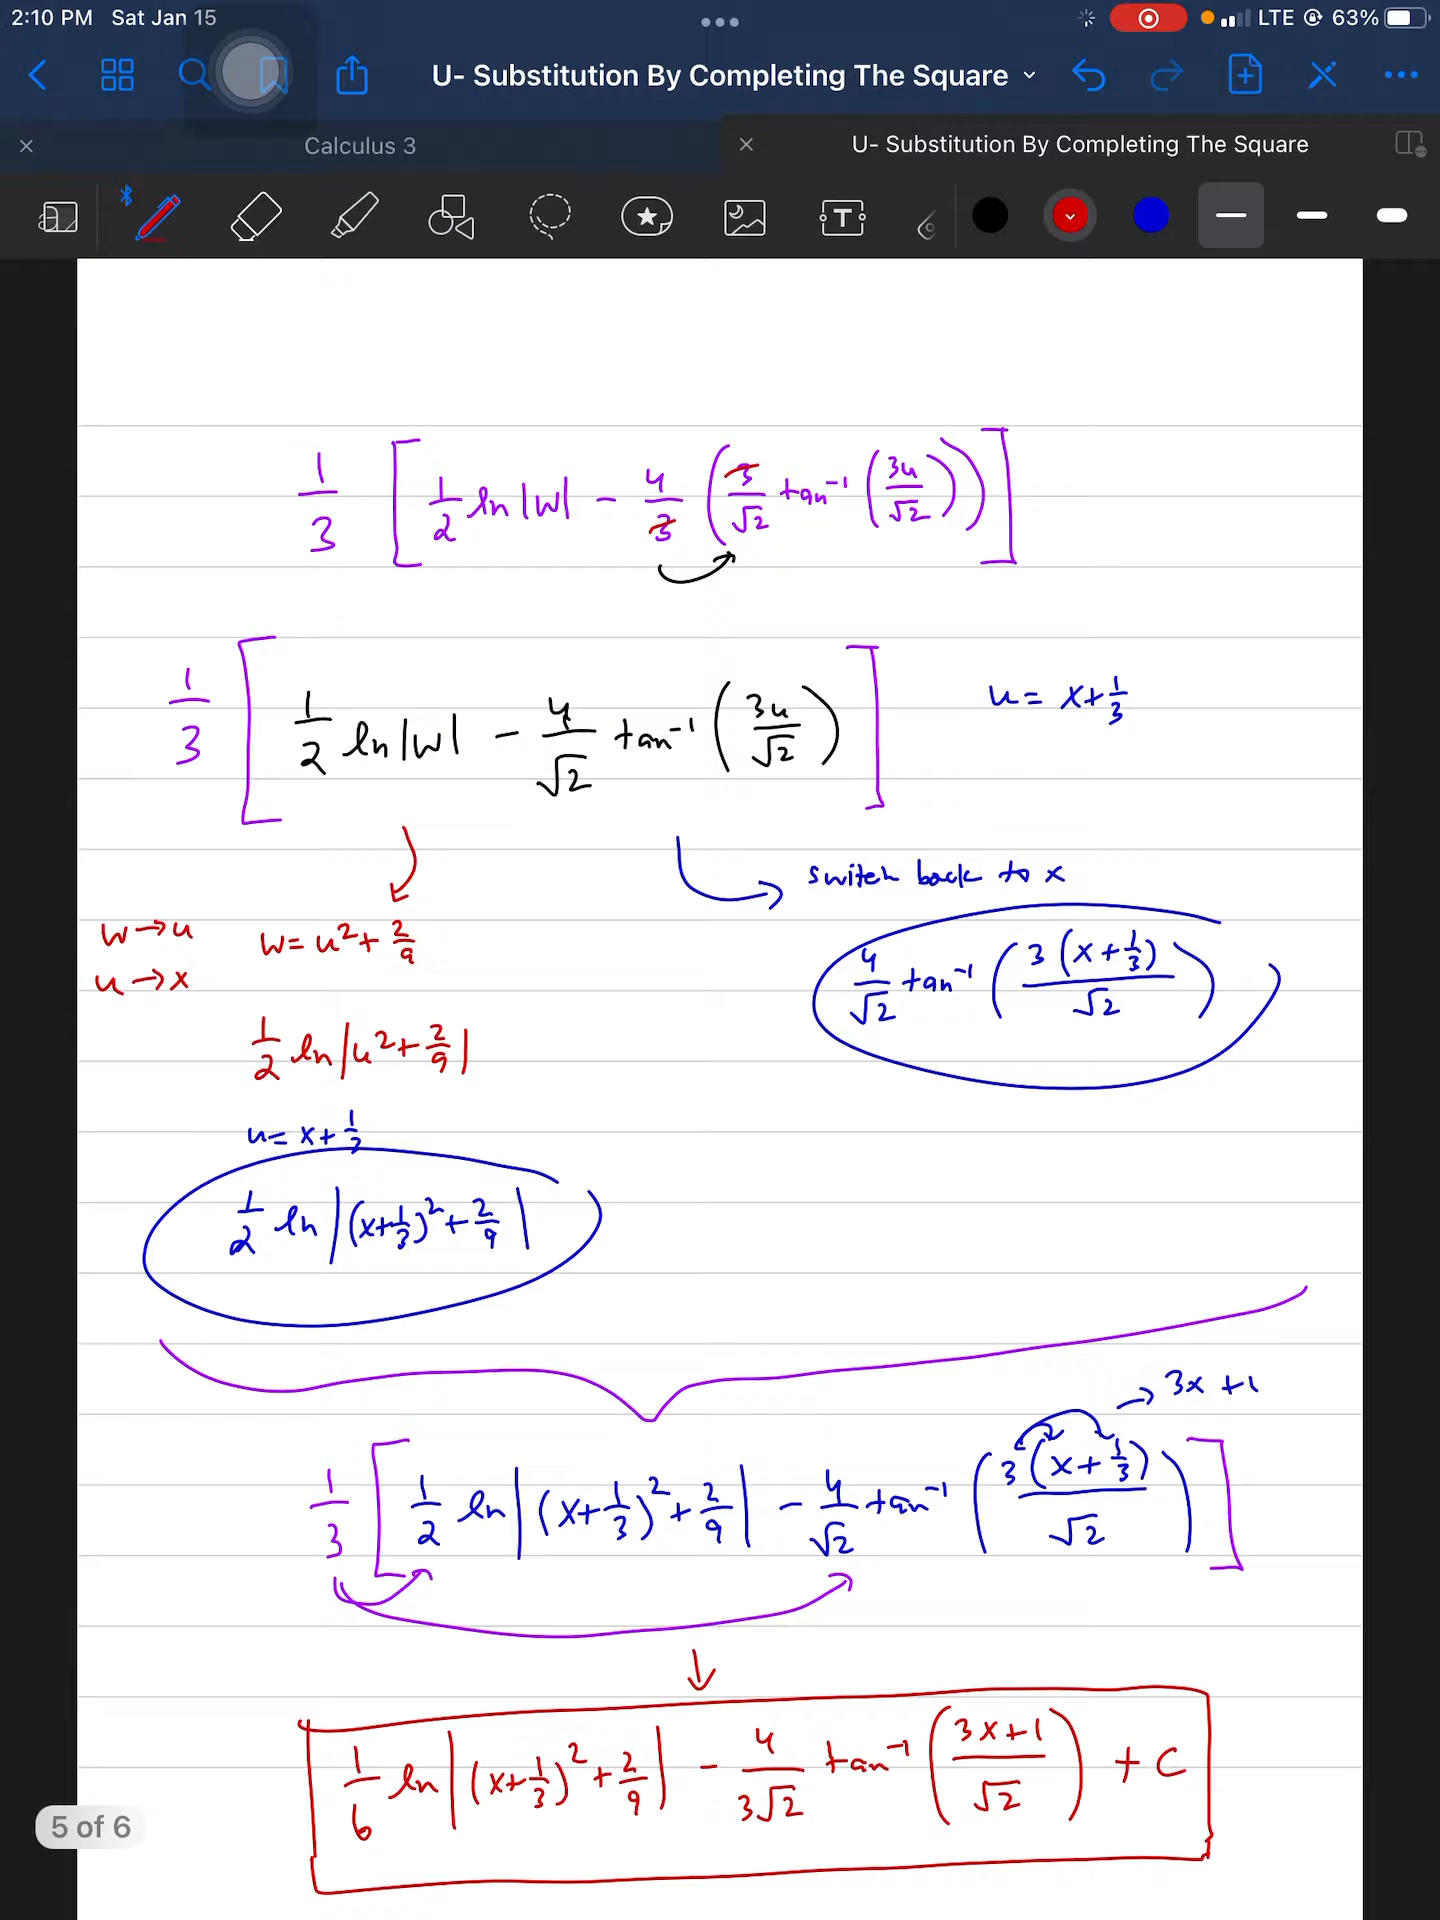 2:10 PM Sat Jan 15
LTE 63%
U- Substitution By Completing The Square
Calculus 3
U- Substitution By Completing The Square
T
1/3 [ 1/2 ln|w| - 4/3 ( 3/√2 tan⁻¹ ( 3u/√2 ) ) ]
1/3 [ 1/2 ln|w| - 4/√2 tan⁻¹ ( 3u/√2 ) ]
u = x + 1/3
switch back to x
w → u
w = u² + 2/9
u → x
4/√2 tan⁻¹ ( 3 (x + 1/3) / √2 )
1/2 ln|u² + 2/9|
u = x + 1/3
1/2 ln|(x + 1/3)² + 2/9|
→ 3x + 1
1/3 [ 1/2 ln|(x + 1/3)² + 2/9| - 4/√2 tan⁻¹ ( 3 (x + 1/3) / √2 ) ]
1/6 ln|(x + 1/3)² + 2/9| - 4/3√2 tan⁻¹ ( 3x + 1 / √2 ) + C
5 of 6